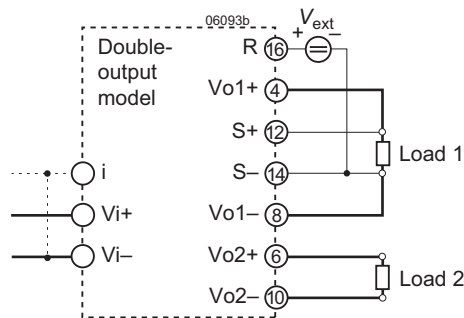 06093b
Double-
output
model
R 16 + Vext –
Vo1+ 4
S+ 12
S– 14
Load 1
i
Vi+
Vo1– 8
Vi–
Vo2+ 6
Load 2
Vo2– 10